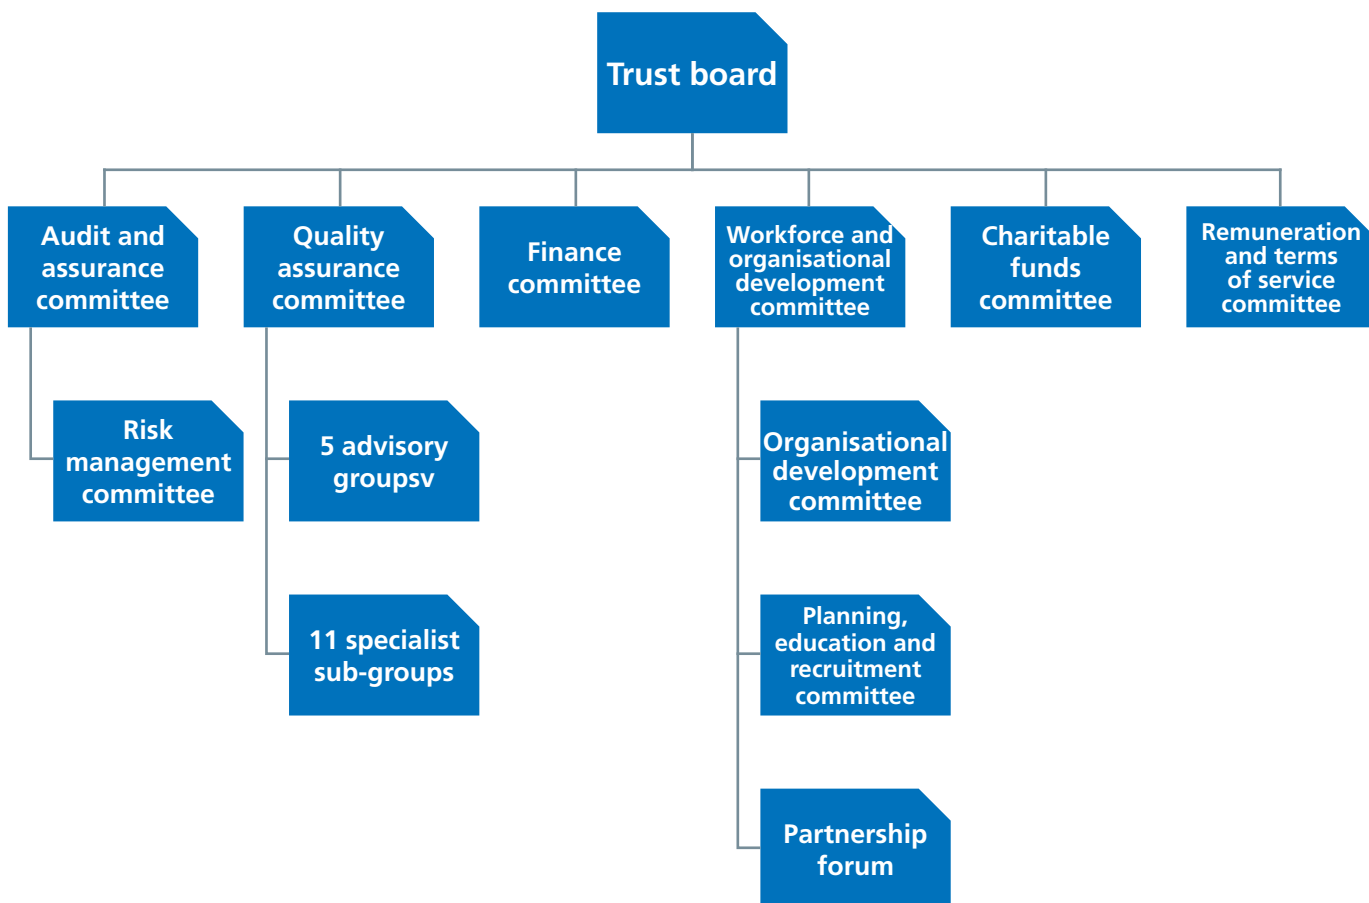 Trust board
Audit and
assurance
committee
Quality
assurance
committee
Finance
committee
Workforce and
organisational
development
committee
Charitable
funds
committee
Remuneration
and terms
of service
committee
Risk
management
committee
5 advisory
groupsv
Organisational
development
committee
11 specialist
sub-groups
Planning,
education and
recruitment
committee
Partnership
forum